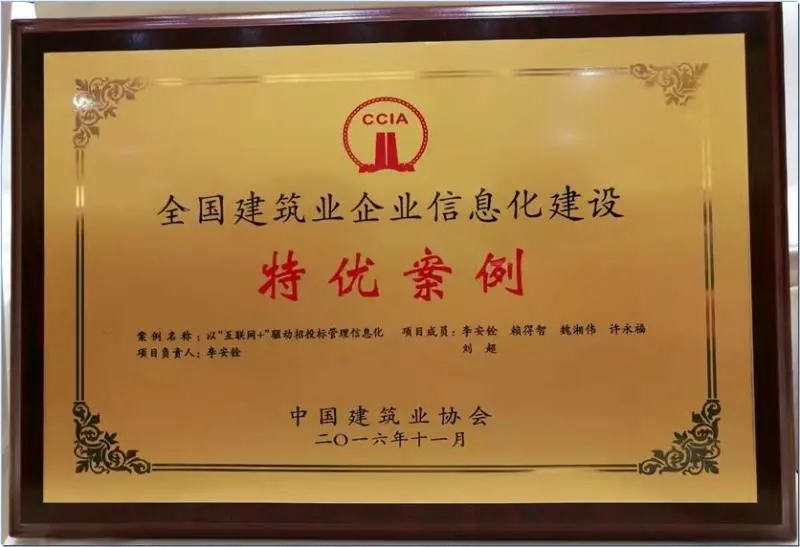 CCIA
全国建筑业企业信息化建设
特优案例
案例名称：以“互联网+”驱动招投标管理信息化
项目负责人：李安铨
项目成员：李安铨 赖得智 魏湘伟 许永福
刘超
中国建筑业协会
二〇一六年十一月